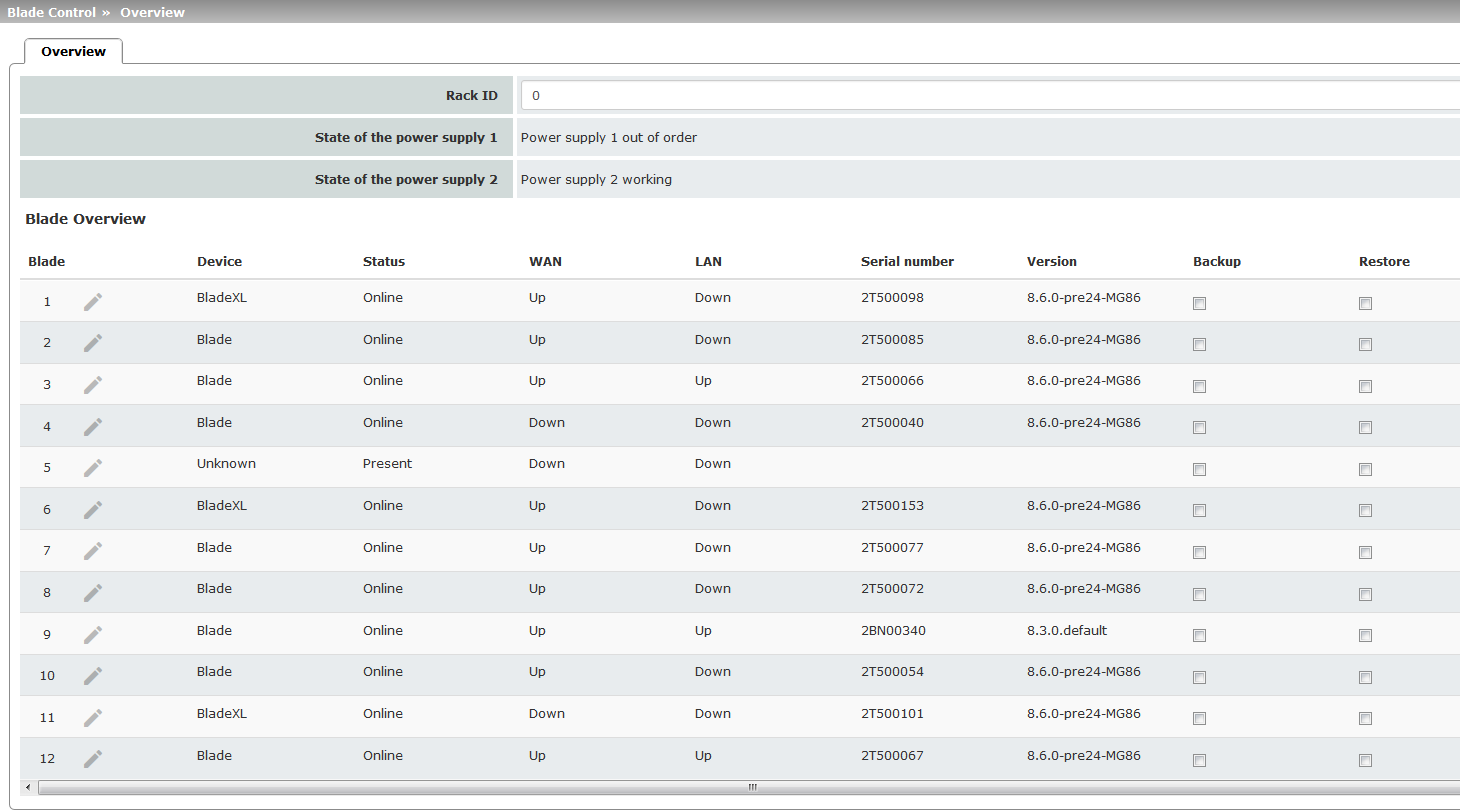 Blade Control » Overview
Overview
Rack ID 0
State of the power supply 1 Power supply 1 out of order
State of the power supply 2 Power supply 2 working
Blade Overview
Blade Device Status WAN LAN Serial number Version Backup Restore
1 BladeXL Online Up Down 2T500098 8.6.0-pre24-MG86
2 Blade Online Up Down 2T500085 8.6.0-pre24-MG86
3 Blade Online Up Up 2T500066 8.6.0-pre24-MG86
4 Blade Online Down Down 2T500040 8.6.0-pre24-MG86
5 Unknown Present Down Down
6 BladeXL Online Up Down 2T500153 8.6.0-pre24-MG86
7 Blade Online Up Down 2T500077 8.6.0-pre24-MG86
8 Blade Online Up Down 2T500072 8.6.0-pre24-MG86
9 Blade Online Up Up 2BN00340 8.3.0.default
10 Blade Online Up Down 2T500054 8.6.0-pre24-MG86
11 BladeXL Online Down Down 2T500101 8.6.0-pre24-MG86
12 Blade Online Up Up 2T500067 8.6.0-pre24-MG86